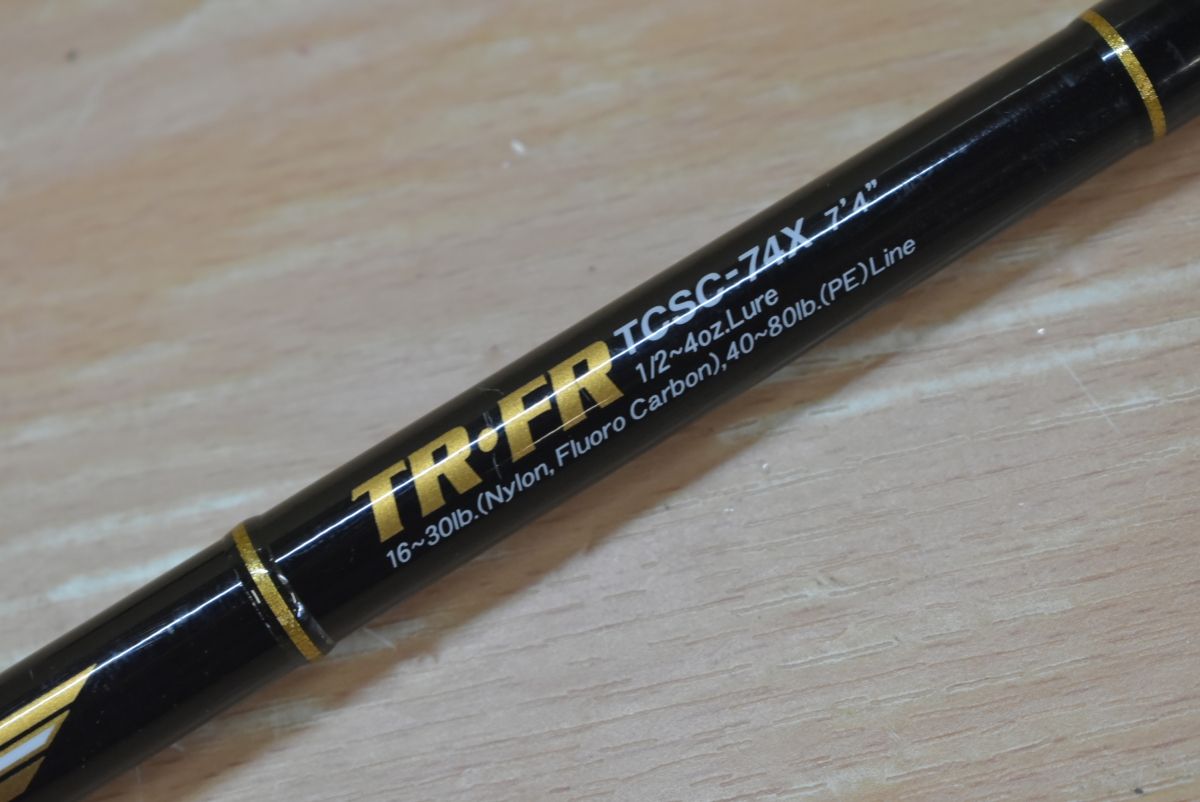 TR・FR TCSC-74X 7'4"
1/2~4oz.Lure
16~30lb.(Nylon, Fluoro Carbon), 40~80lb.(PE)Line